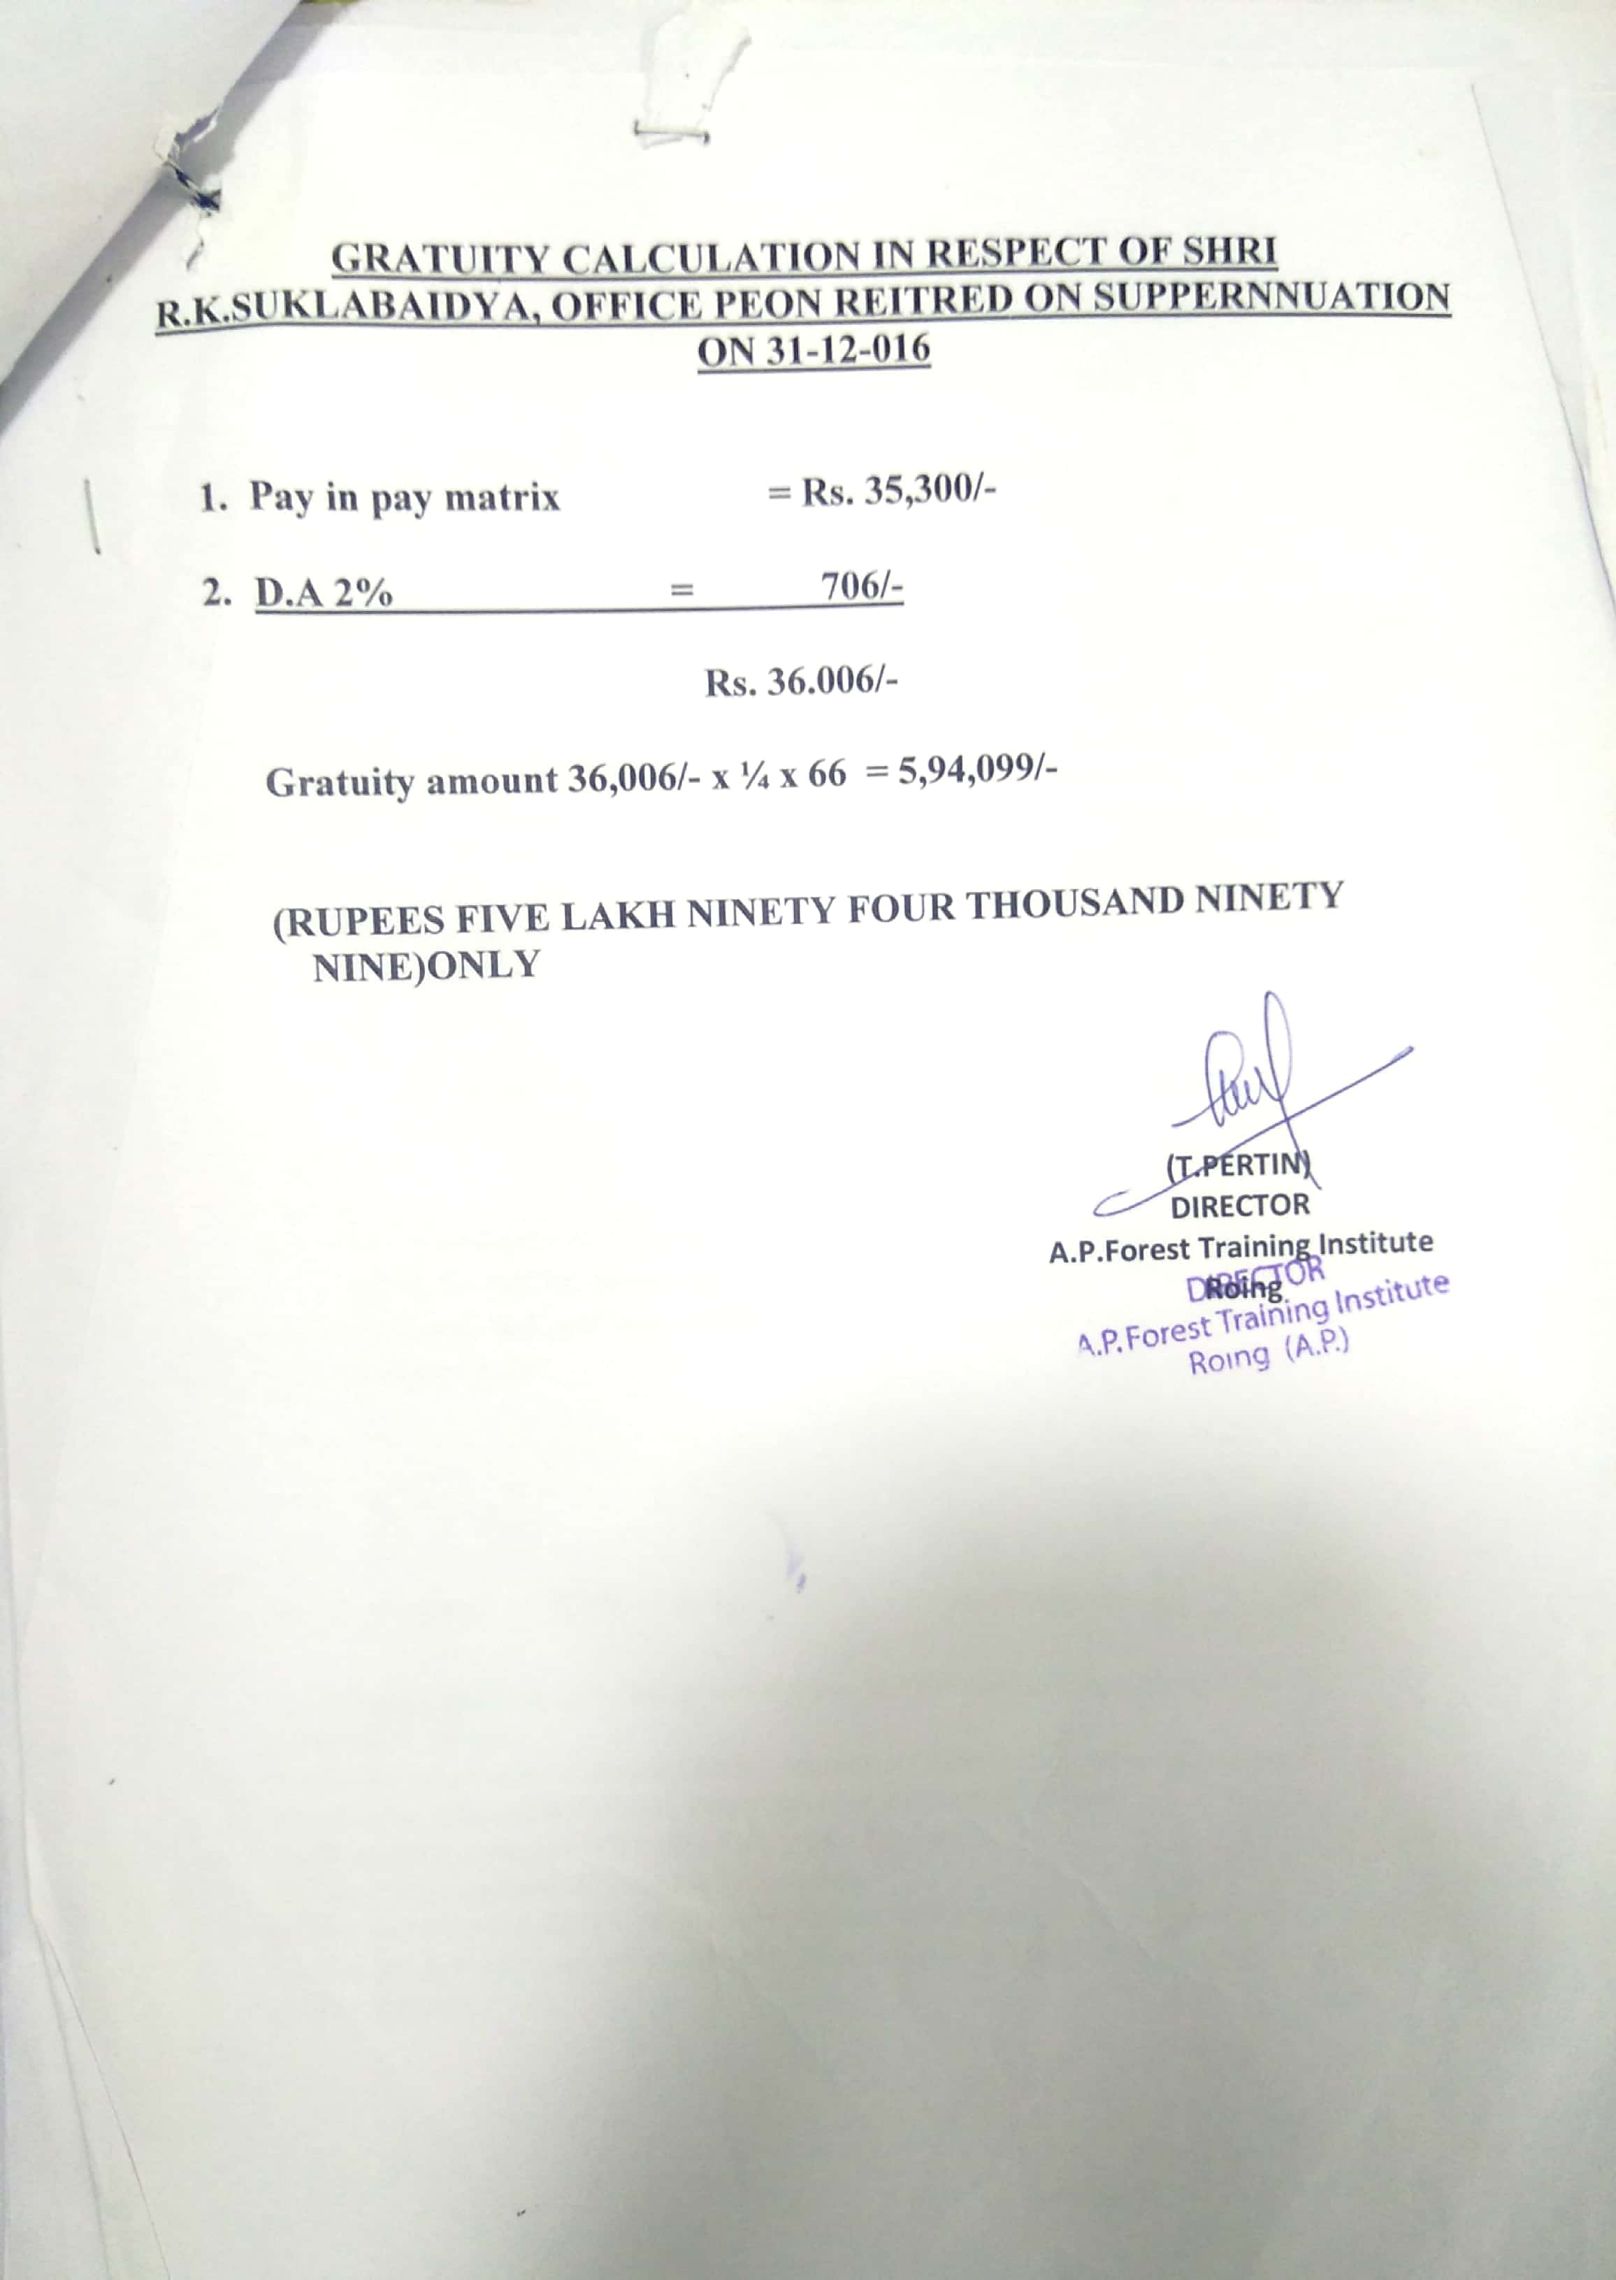 GRATUITY CALCULATION IN RESPECT OF SHRI
R.K.SUKLABAIDYA, OFFICE PEON REITRED ON SUPPERNNUATION
ON 31-12-016
1. Pay in pay matrix = Rs. 35,300/-
2. D.A 2% = 706/-
Rs. 36.006/-
Gratuity amount 36,006/- x ¼ x 66 = 5,94,099/-
(RUPEES FIVE LAKH NINETY FOUR THOUSAND NINETY
NINE)ONLY
(T.PERTIN)
DIRECTOR
A.P.Forest Training Institute
Roing
DIRECTOR
A.P.Forest Training Institute
Roing (A.P.)